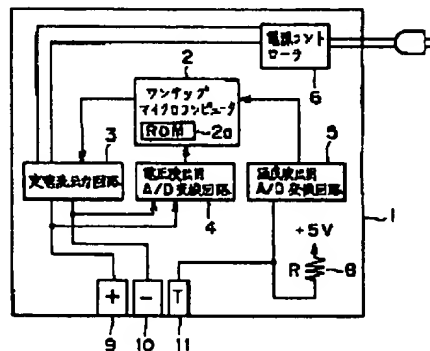 電源コント
ローラ
6
2
ワンチップ
マイクロコンピュータ
ROM
2a
3
定電流出力回路
電圧検出用
A/D変換回路
4
5
温度検出用
A/D変換回路
1
+5V
R
8
+
-
T
9
10
11